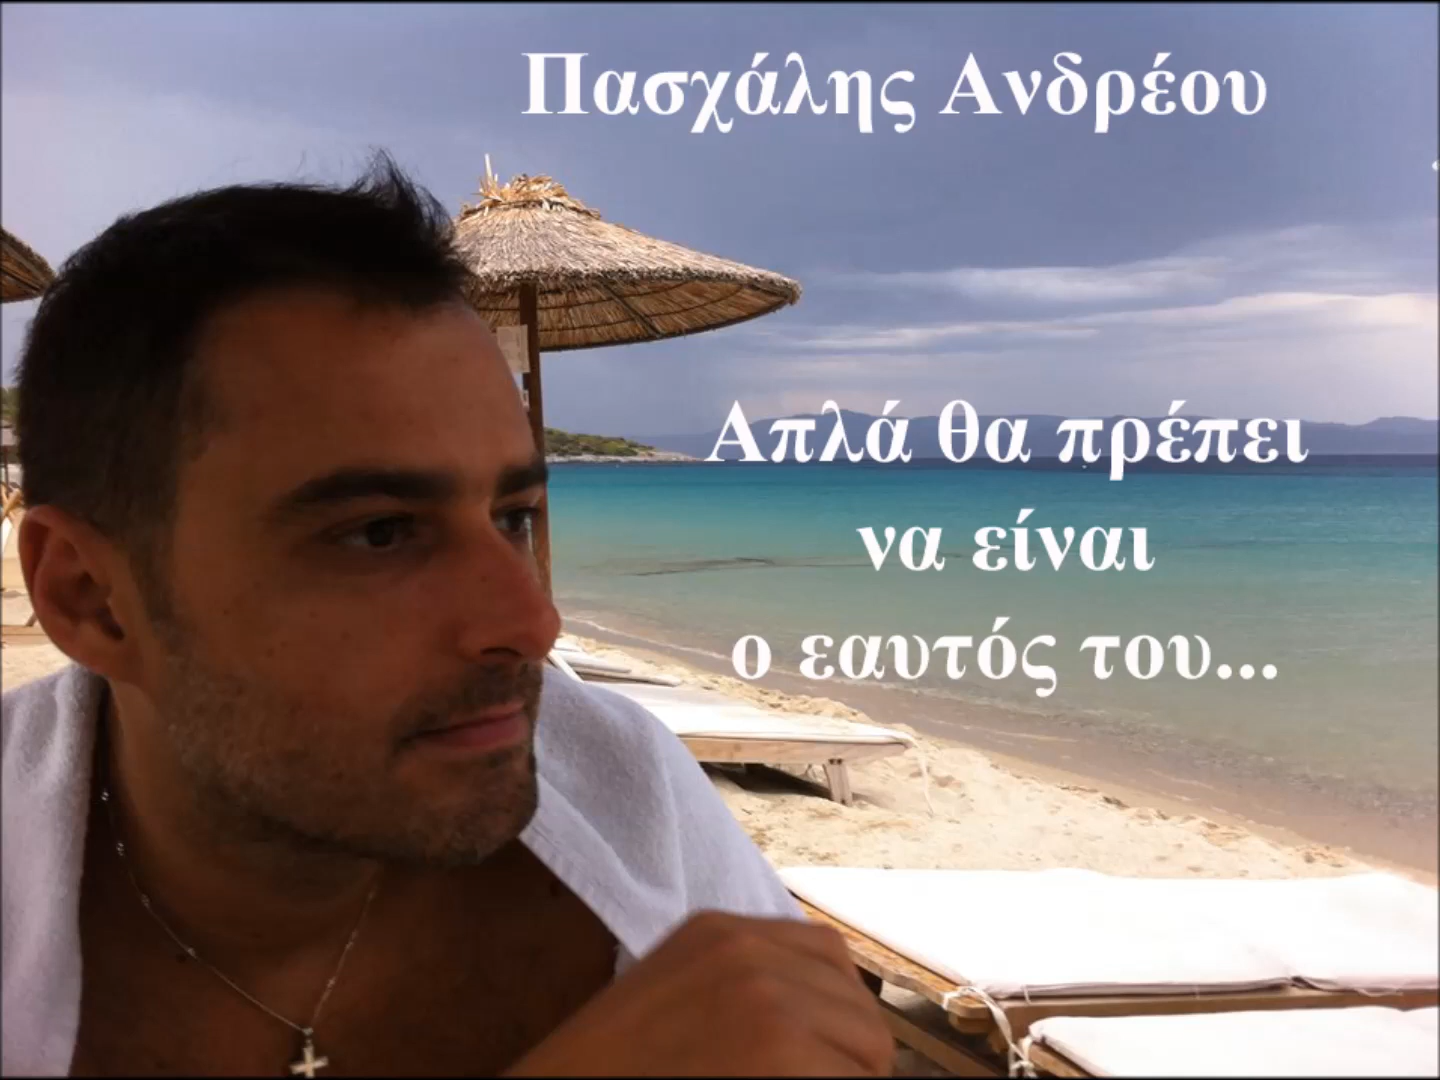 Πασχάλης Ανδρέου
Απλά θα πρέπει
να είναι
ο εαυτός του...